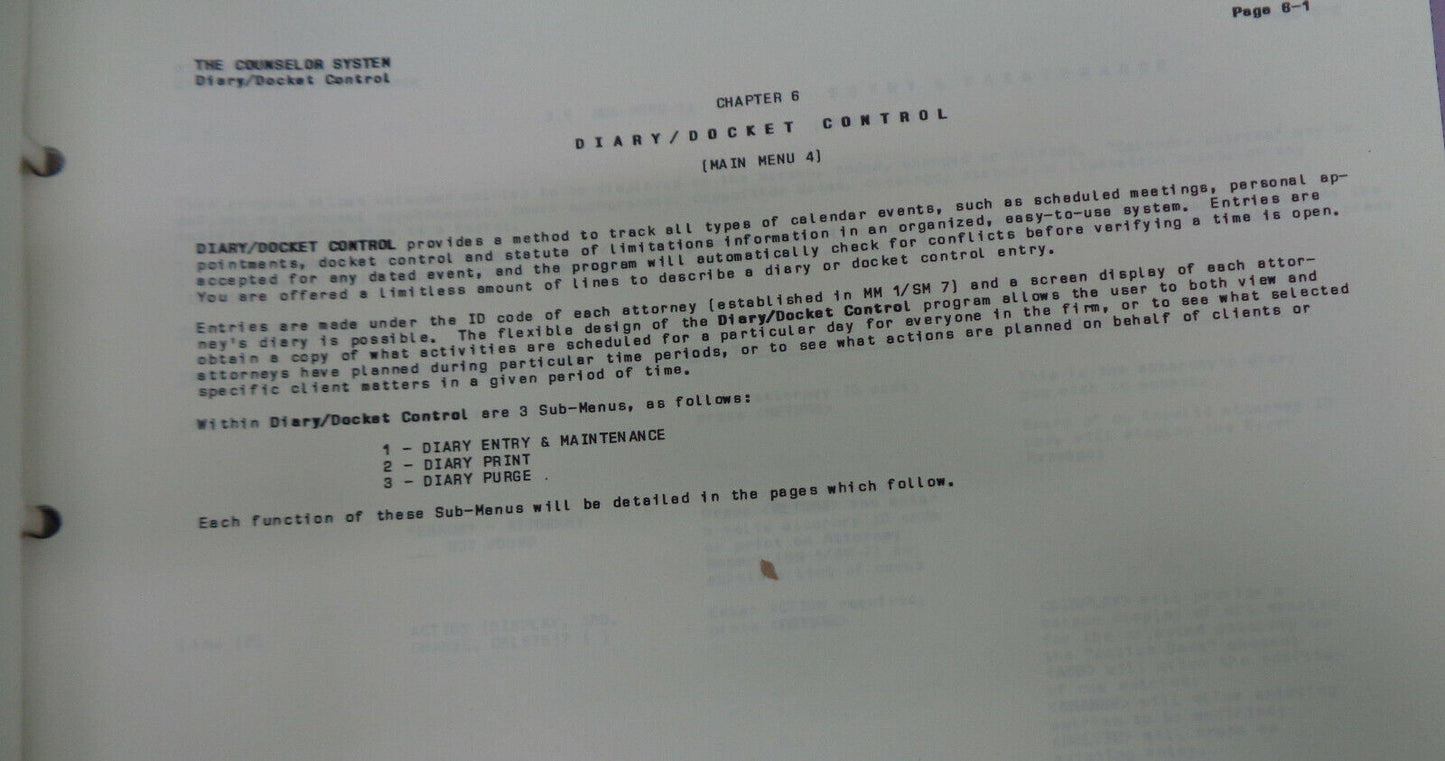 Page 6-1
THE COUNSELOR SYSTEM
Diary/Docket Control
CHAPTER 6
DIARY/DOCKET CONTROL
[MAIN MENU 4]
DIARY/DOCKET CONTROL provides a method to track all types of calendar events, such as scheduled meetings, personal ap-
pointments, docket control and statute of limitations information in an organized, easy-to-use system. Entries are
accepted for any dated event, and the program will automatically check for conflicts before verifying a time is open.
You are offered a limitless amount of lines to describe a diary or docket control entry.
Entries are made under the ID code of each attorney [established in MM 1/SM 7] and a screen display of each attor-
ney's diary is possible. The flexible design of the Diary/Docket Control program allows the user to both view and
obtain a copy of what activities are scheduled for a particular day for everyone in the firm, or to see what selected
attorneys have planned during particular time periods, or to see what actions are planned on behalf of clients or
specific client matters in a given period of time.
Within Diary/Docket Control are 3 Sub-Menus, as follows:
1 - DIARY ENTRY & MAINTENANCE
2 - DIARY PRINT
3 - DIARY PURGE
Each function of these Sub-Menus will be detailed in the pages which follow.